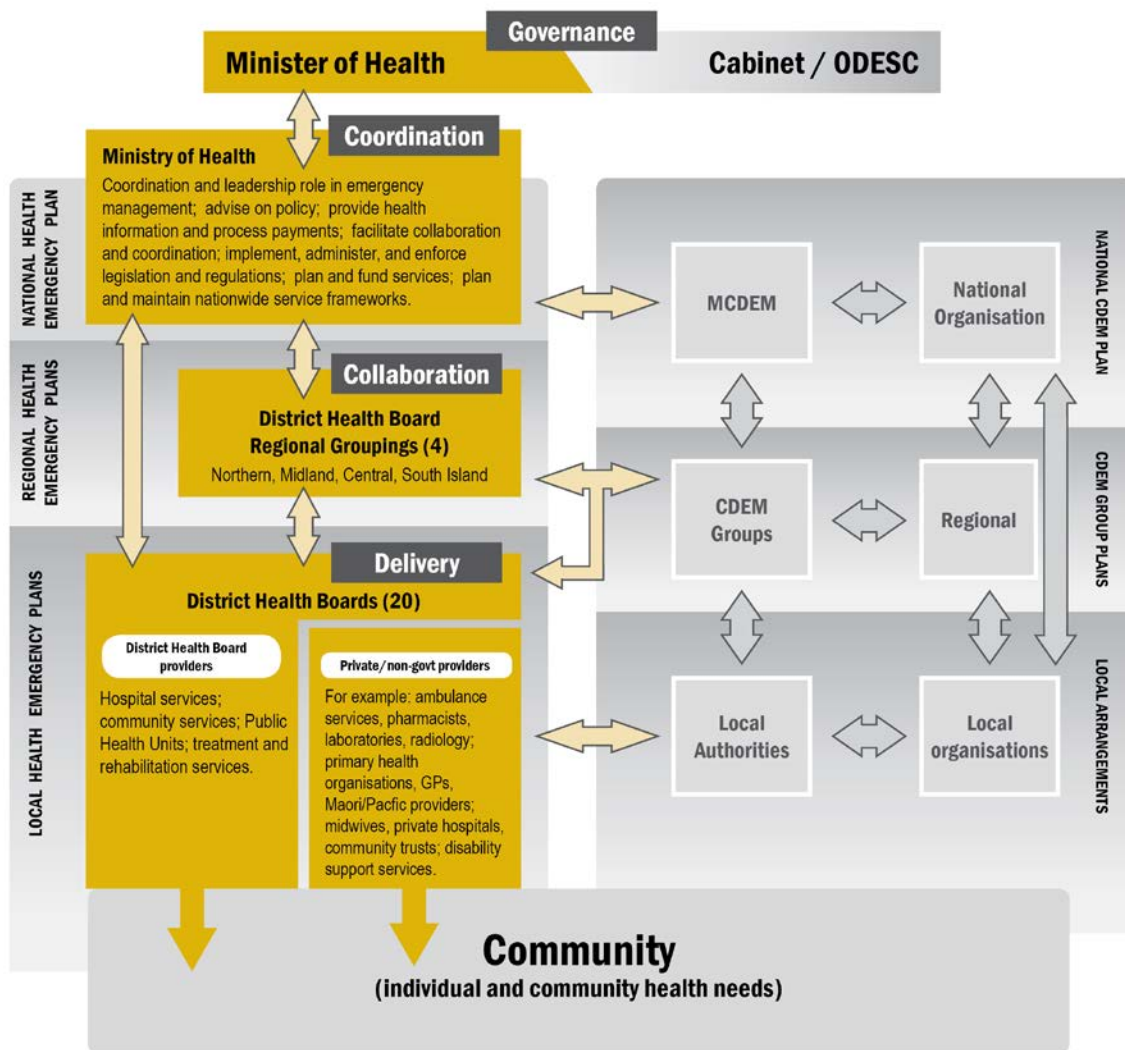 Governance
Minister of Health
Cabinet / ODESC
Coordination
Ministry of Health
Coordination and leadership role in emergency
management; advise on policy; provide health
information and process payments; facilitate collaboration
and coordination; implement, administer, and enforce
legislation and regulations; plan and fund services; plan
and maintain nationwide service frameworks.
NATIONAL HEALTH
EMERGENCY PLAN
MCDEM
National
Organisation
NATIONAL CDEM PLAN
Collaboration
District Health Board
Regional Groupings (4)
Northern, Midland, Central, South Island
REGIONAL HEALTH
EMERGENCY PLANS
CDEM
Groups
Regional
CDEM GROUP PLANS
Delivery
District Health Boards (20)
District Health Board
providers
Hospital services;
community services; Public
Health Units; treatment and
rehabilitation services.
Private/non-govt providers
For example: ambulance
services, pharmacists,
laboratories, radiology;
primary health
organisations, GPs,
Maori/Pacfic providers;
midwives, private hospitals,
community trusts; disability
support services.
LOCAL HEALTH EMERGENCY PLANS
Local
Authorities
Local
organisations
LOCAL ARRANGEMENTS
Community
(individual and community health needs)